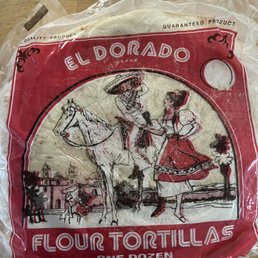 QUALITY PRODUCT
GUARANTEED PRODUCT
EL DORADO
FLOUR TORTILLAS
ONE DOZEN